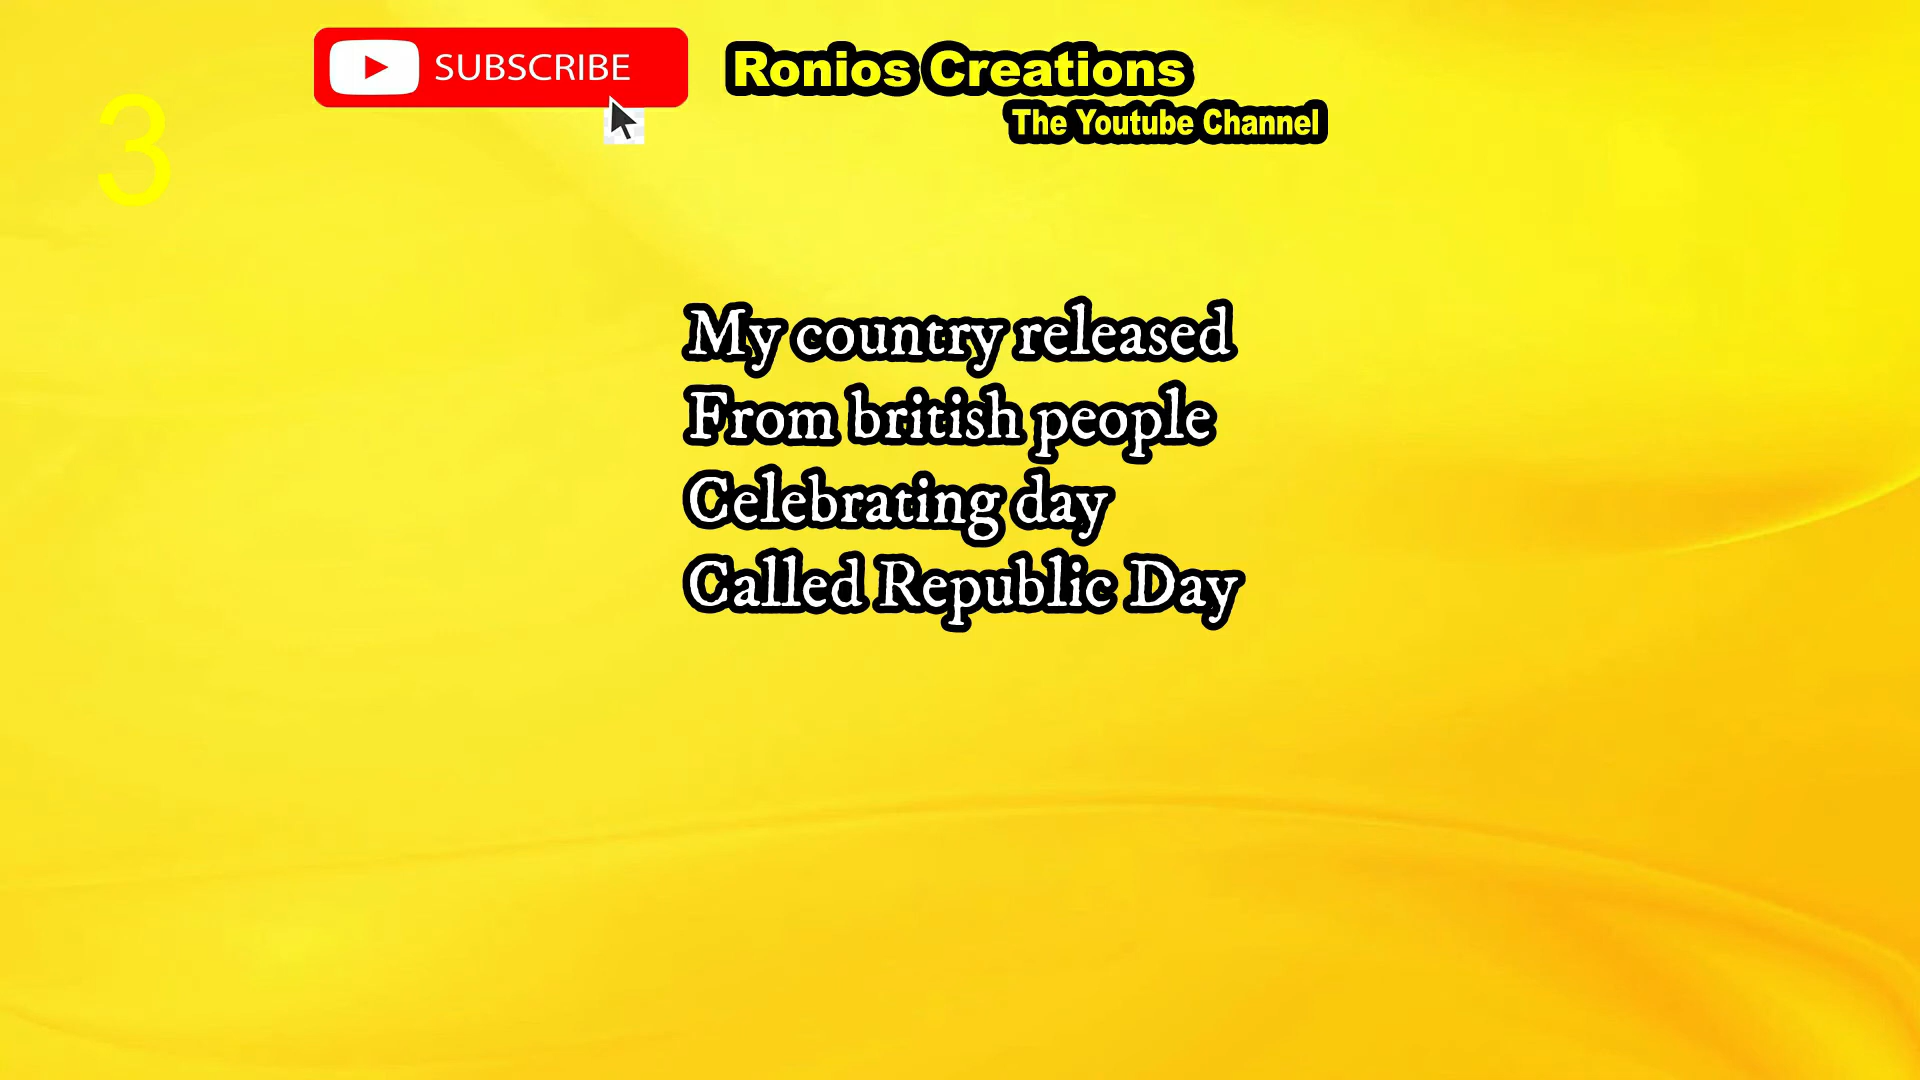 SUBSCRIBE
Ronios Creations
The Youtube Channel
3
My country released
From british people
Celebrating day
Called Republic Day